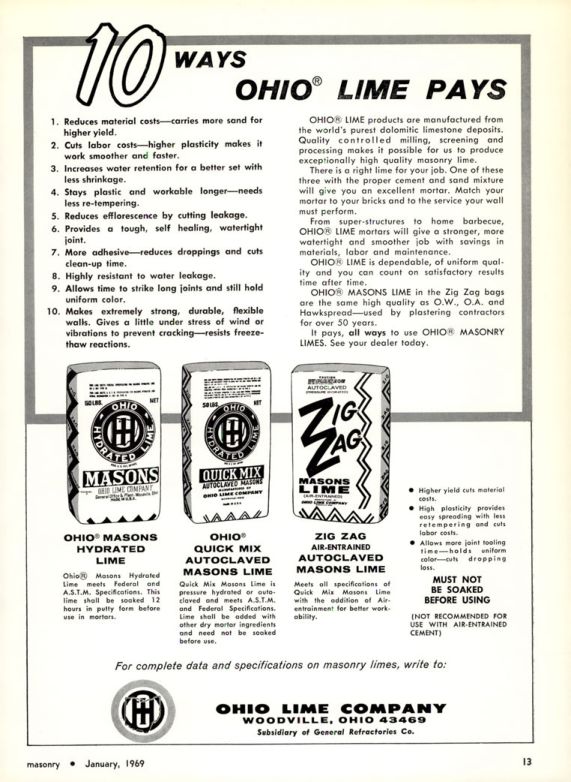 10 WAYS
OHIO® LIME PAYS
1. Reduces material costs—carries more sand for
higher yield.
2. Cuts labor costs—higher plasticity makes it
work smoother and faster.
3. Increases water retention for a better set with
less shrinkage.
4. Stays plastic and workable longer—needs
less re-tempering.
5. Reduces efflorescence by cutting leakage.
6. Provides a tough, self healing, watertight
joint.
7. More adhesive—reduces droppings and cuts
clean-up time.
8. Highly resistant to water leakage.
9. Allows time to strike long joints and still hold
uniform color.
10. Makes extremely strong, durable, flexible
walls. Gives a little under stress of wind or
vibrations to prevent cracking—resists freeze-
thaw reactions.
OHIO® LIME products are manufactured from
the world's purest dolomitic limestone deposits.
Quality controlled milling, screening and
processing makes it possible for us to produce
exceptionally high quality masonry lime.
There is a right lime for your job. One of these
three with the proper cement and sand mixture
will give you an excellent mortar. Match your
mortar to your bricks and to the service your wall
must perform.
From super-structures to home barbecue,
OHIO® LIME mortars will give a stronger, more
watertight and smoother job with savings in
materials, labor and maintenance.
OHIO® LIME is dependable, of uniform qual-
ity and you can count on satisfactory results
time after time.
OHIO® MASONS LIME in the Zig Zag bags
are the same high quality as O.W., O.A. and
Hawkspread—used by plastering contractors
for over 50 years.
It pays, all ways to use OHIO® MASONRY
LIMES. See your dealer today.
50 LBS. NET
OHIO
HYDRATED LIME
MASONS
OHIO LIME COMPANY
General Office & Plant, Woodville, Ohio
MADE IN U.S.A.
50 LBS. NET
OHIO
HYDRATED LIME
QUICK MIX
AUTOCLAVED MASONS
OHIO LIME COMPANY
AUTOCLAVED
ZIG
ZAG
MASONS
LIME
(AIR-ENTRAINED)
OHIO LIME COMPANY
OHIO® MASONS
HYDRATED
LIME
Ohio® Masons Hydrated
Lime meets Federal and
A.S.T.M. Specifications. This
lime shall be soaked 12
hours in putty form before
use in mortars.
OHIO®
QUICK MIX
AUTOCLAVED
MASONS LIME
Quick Mix Masons Lime is
pressure hydrated or auto-
claved and meets A.S.T.M.
and Federal Specifications.
Lime shall be added with
other dry mortar ingredients
and need not be soaked
before use.
ZIG ZAG
AIR-ENTRAINED
AUTOCLAVED
MASONS LIME
Meets all specifications of
Quick Mix Masons Lime
with the addition of Air-
entrainment for better work-
ability.
● Higher yield cuts material
costs.
● High plasticity provides
easy spreading with less
retempering and cuts
labor costs.
● Allows more joint tooling
time—holds uniform
color—cuts dropping
loss.
MUST NOT
BE SOAKED
BEFORE USING
(NOT RECOMMENDED FOR
USE WITH AIR-ENTRAINED
CEMENT)
For complete data and specifications on masonry limes, write to:
OHIO LIME COMPANY
WOODVILLE, OHIO 43469
Subsidiary of General Refractories Co.
masonry ● January, 1969
13